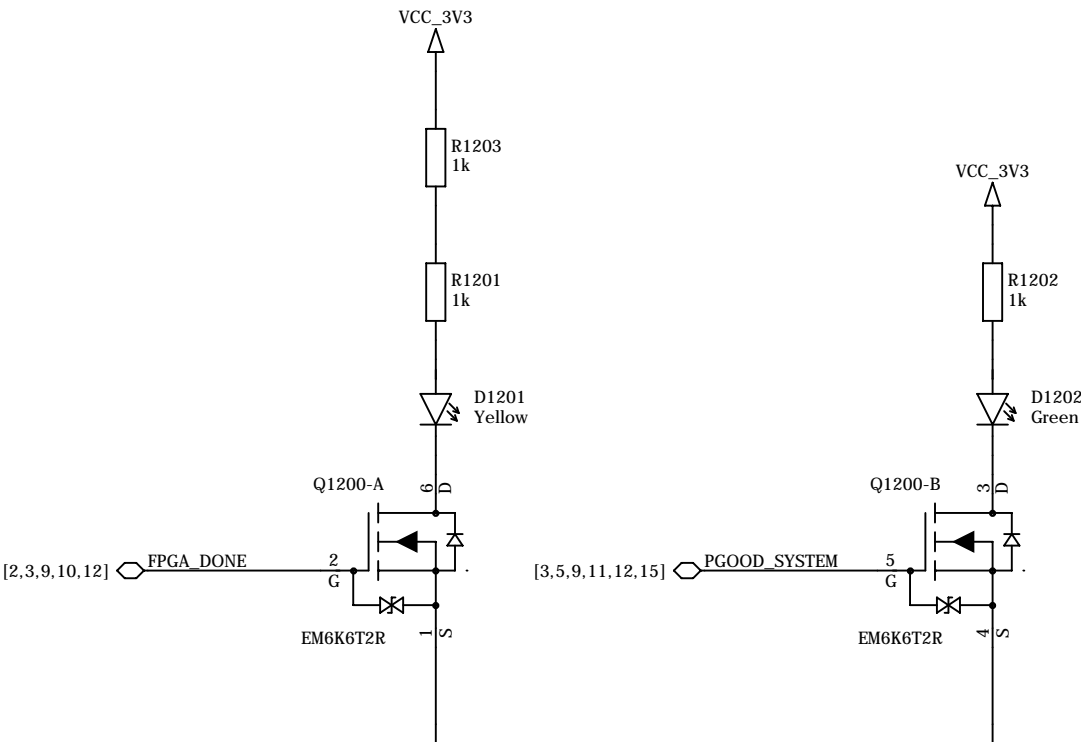 VCC_3V3
R1203
1k
VCC_3V3
R1201
1k
R1202
1k
D1201
Yellow
D1202
Green
Q1200-A
6
D
Q1200-B
3
D
[2,3,9,10,12]
FPGA_DONE
2
G
[3,5,9,11,12,15]
PGOOD_SYSTEM
5
G
EM6K6T2R
1
S
EM6K6T2R
4
S